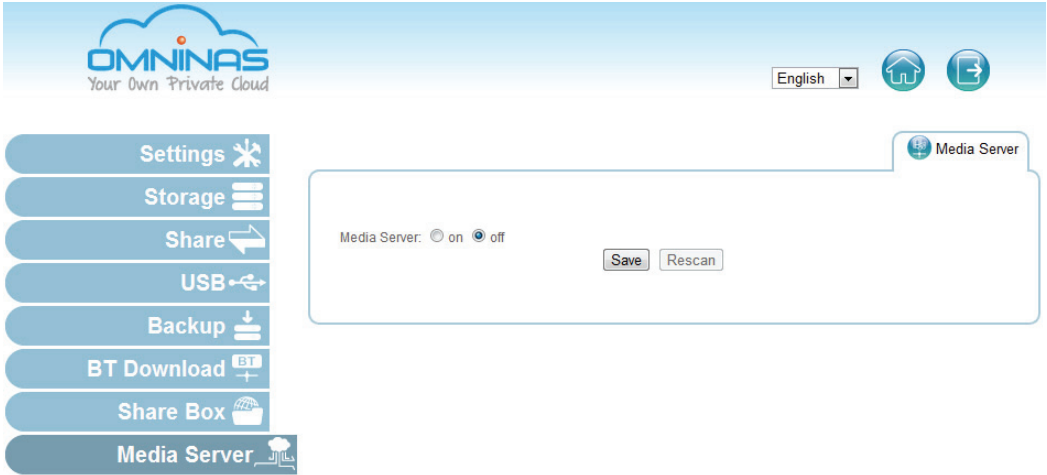 OMNINAS
Your Own Private Cloud
English
Settings
Media Server
Storage
Share
Media Server: on off
USB
Save Rescan
Backup
BT Download BT
Share Box
Media Server